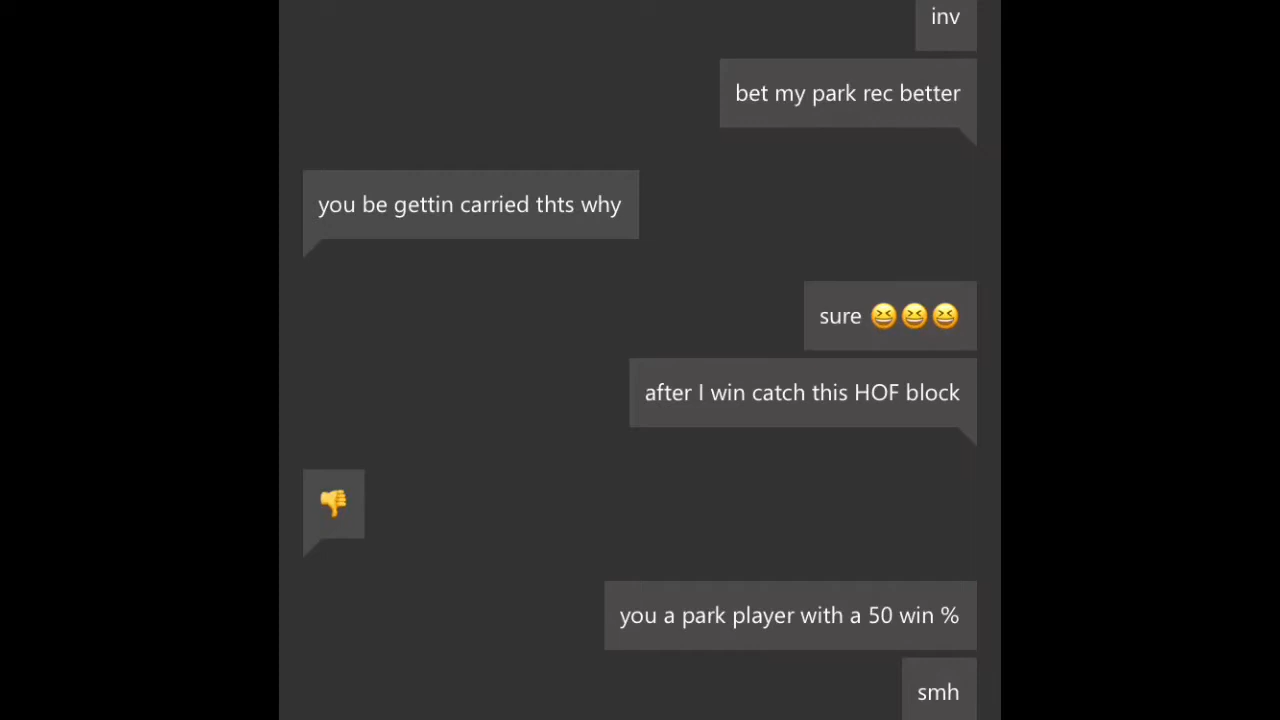 inv
bet my park rec better
you be gettin carried thts why
sure 😆😆😆
after I win catch this HOF block
👎
you a park player with a 50 win %
smh